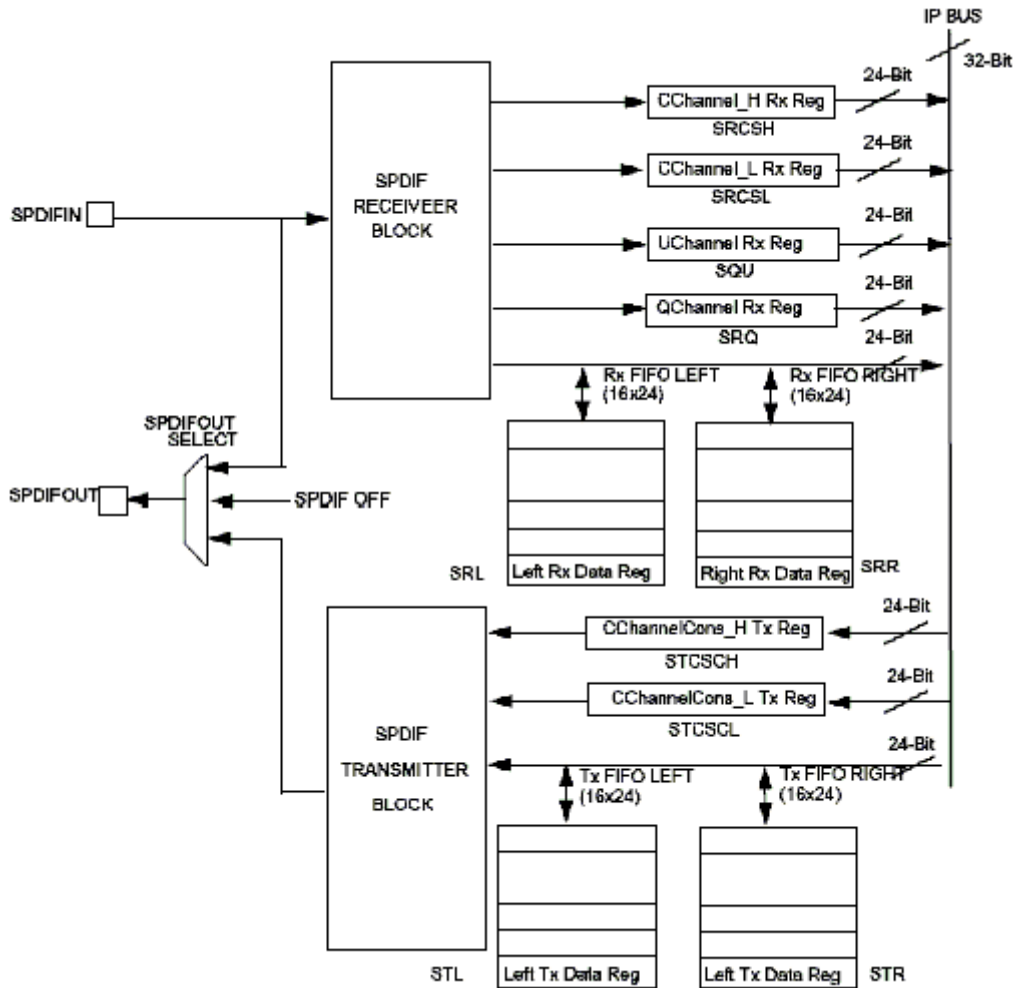 IP BUS
32-Bit
24-Bit
CChannel_H Rx Reg
SRCSH
24-Bit
CChannel_L Rx Reg
SRCSL
SPDIF
RECEIVEER
BLOCK
SPDIFIN
24-Bit
UChannel Rx Reg
SQU
24-Bit
QChannel Rx Reg
SRQ
24-Bit
Rx FIFO LEFT
(16x24)
Rx FIFO RIGHT
(16x24)
SPDIFOUT
SELECT
SPDIFOUT
SPDIF OFF
SRL
Left Rx Data Reg
Right Rx Data Reg
SRR
24-Bit
CChannelCons_H Tx Reg
STCSCH
24-Bit
CChannelCons_L Tx Reg
STCSCL
SPDIF
TRANSMITTER
BLOCK
24-Bit
Tx FIFO LEFT
(16x24)
Tx FIFO RIGHT
(16x24)
STL
Left Tx Data Reg
Left Tx Data Reg
STR